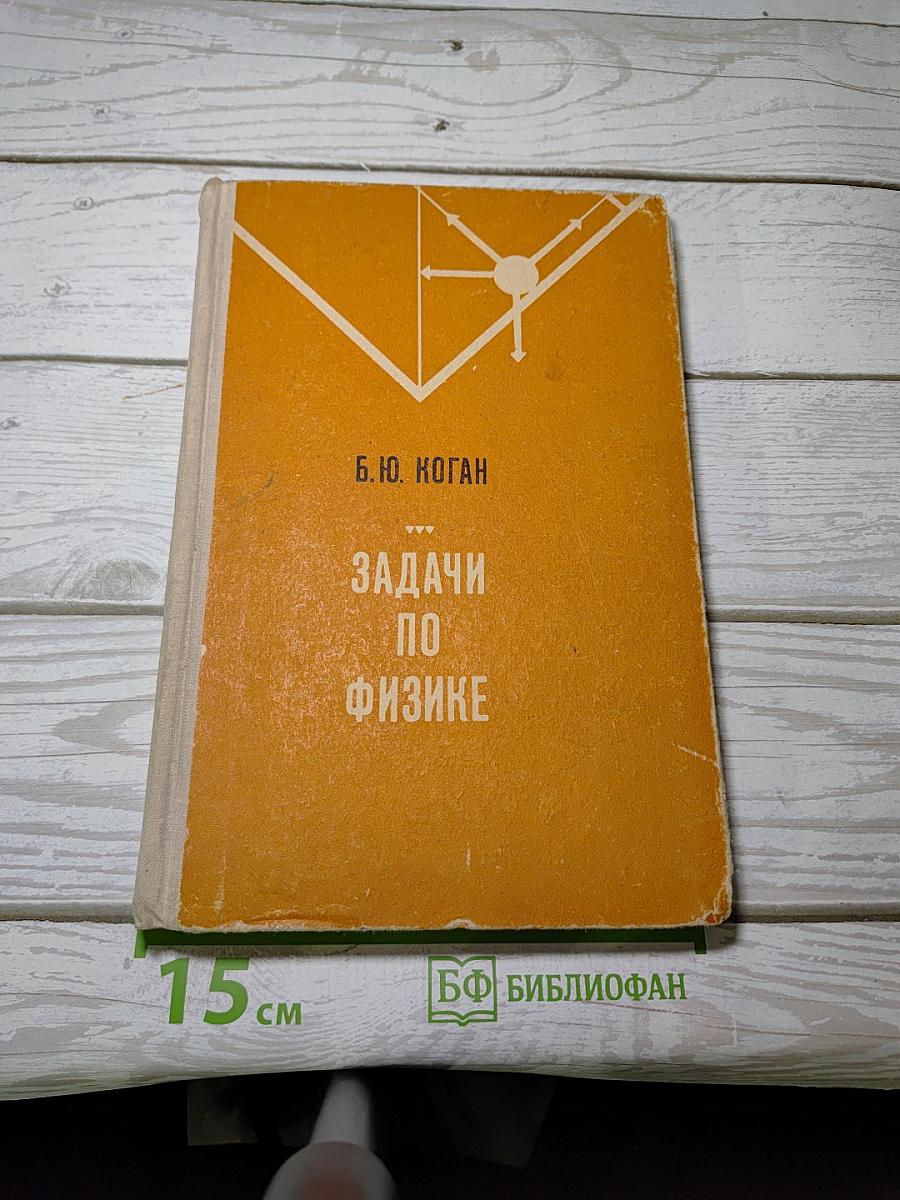 Б.Ю. КОГАН
ЗАДАЧИ
ПО
ФИЗИКЕ
15 см
БФ БИБЛИОФАН